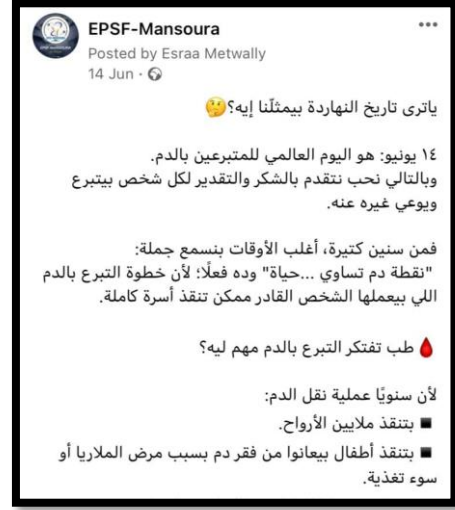 EPSF-Mansoura
Posted by Esraa Metwally
14 Jun ·
ياترى تاريخ النهاردة بيمثلّنا إيه؟🤔
١٤ يونيو: هو اليوم العالمي للمتبرعين بالدم.
وبالتالي نحب نتقدم بالشكر والتقدير لكل شخص بيتبرع
ويوعي غيره عنه.
فمن سنين كتيرة، أغلب الأوقات بنسمع جملة:
"نقطة دم تساوي ...حياة" وده فعلًا؛ لأن خطوة التبرع بالدم
اللي بيعملها الشخص القادر ممكن تنقذ أسرة كاملة.
🩸 طب تفتكر التبرع بالدم مهم ليه؟
لأن سنويًا عملية نقل الدم:
◾ بتنقذ ملايين الأرواح.
◾ بتنقذ أطفال بيعانوا من فقر دم بسبب مرض الملاريا أو
سوء تغذية.